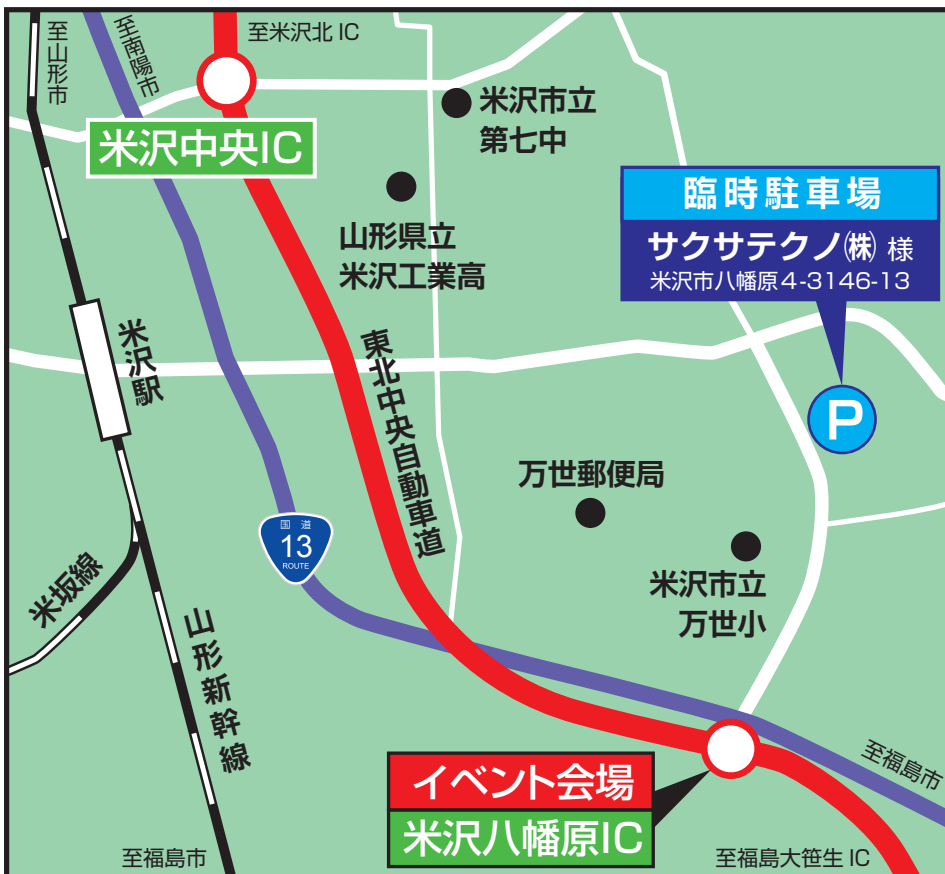 至山形市
至南陽市
至米沢北 IC
米沢中央IC
米沢市立
第七中
山形県立
米沢工業高
臨時駐車場
サクサテクノ㈱ 様
米沢市八幡原4-3146-13
米沢駅
東北中央自動車道
P
万世郵便局
国道
13
ROUTE
米沢市立
万世小
米坂線
山形新幹線
イベント会場
米沢八幡原IC
至福島市
至福島市
至福島大笹生 IC